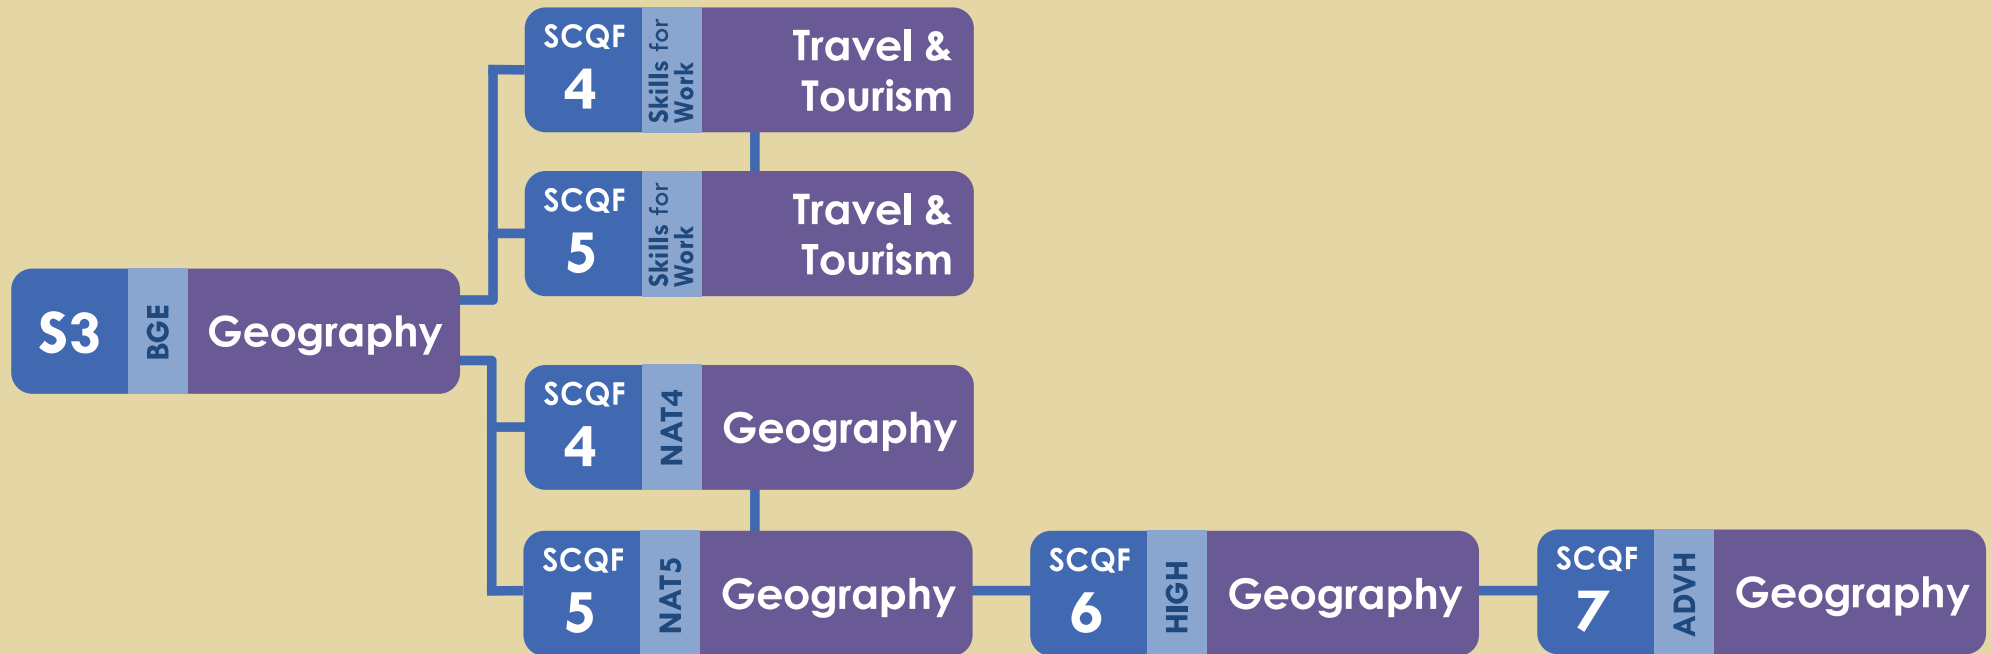 SCQF
4
Skills for
Work
Travel &
Tourism
SCQF
5
Skills for
Work
Travel &
Tourism
S3
BGE
Geography
SCQF
4
NAT4
Geography
SCQF
5
NAT5
Geography
SCQF
6
HIGH
Geography
SCQF
7
ADVH
Geography